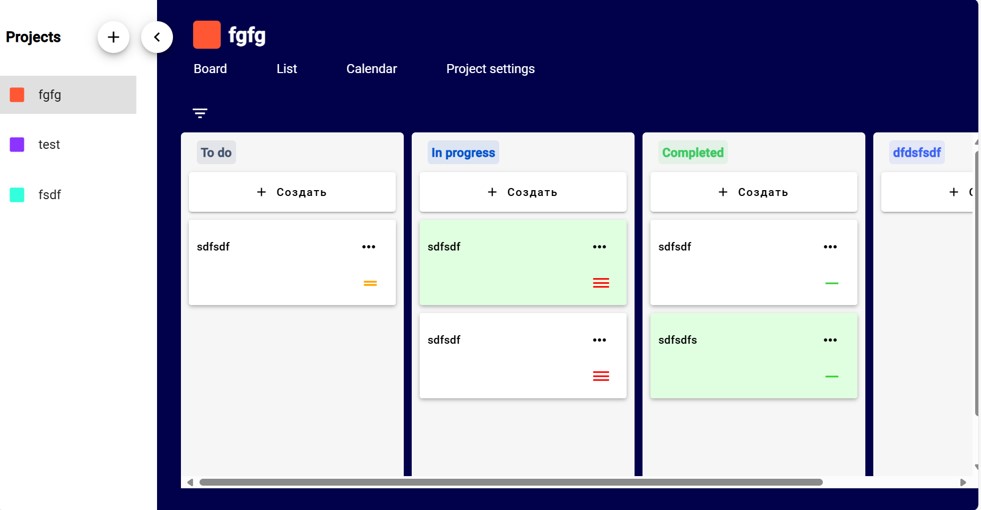 Projects
fgfg
test
fsdf
fgfg
Board List Calendar Project settings
To do In progress Completed dfdsfsdf
+ Создать + Создать + Создать +
sdfsdf sdfsdf sdfsdf
sdfsdf sdfsdfs